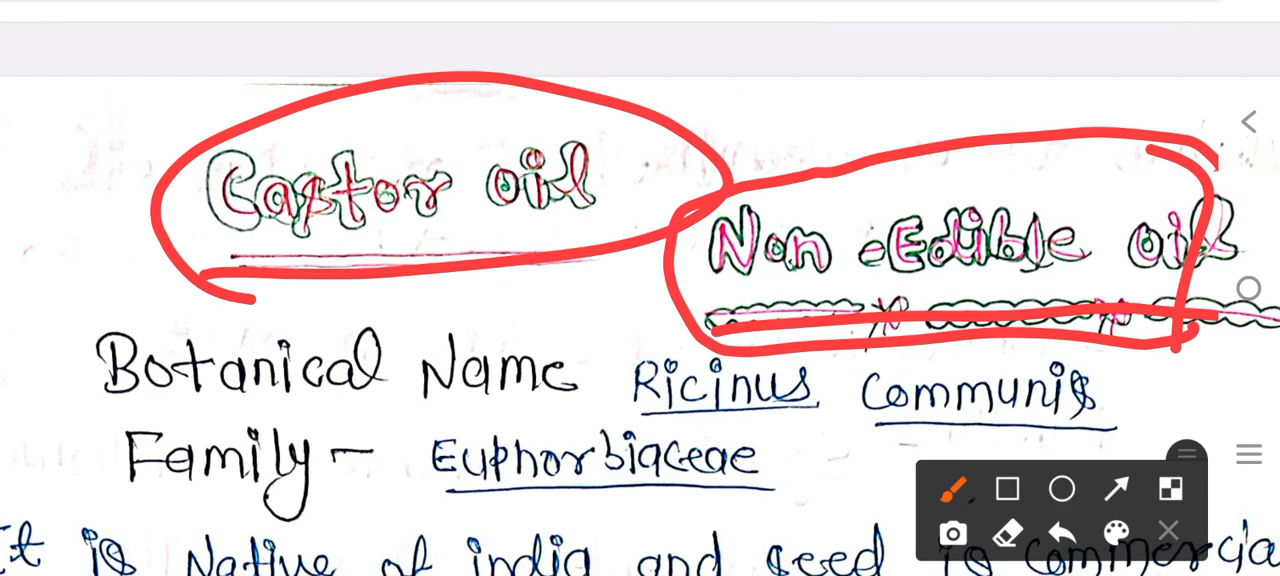 Castor oil
Non-Edible oil
Botanical Name Ricinus Communis
Family - Euphorbiaceae
It is Native of india and seed is commercia